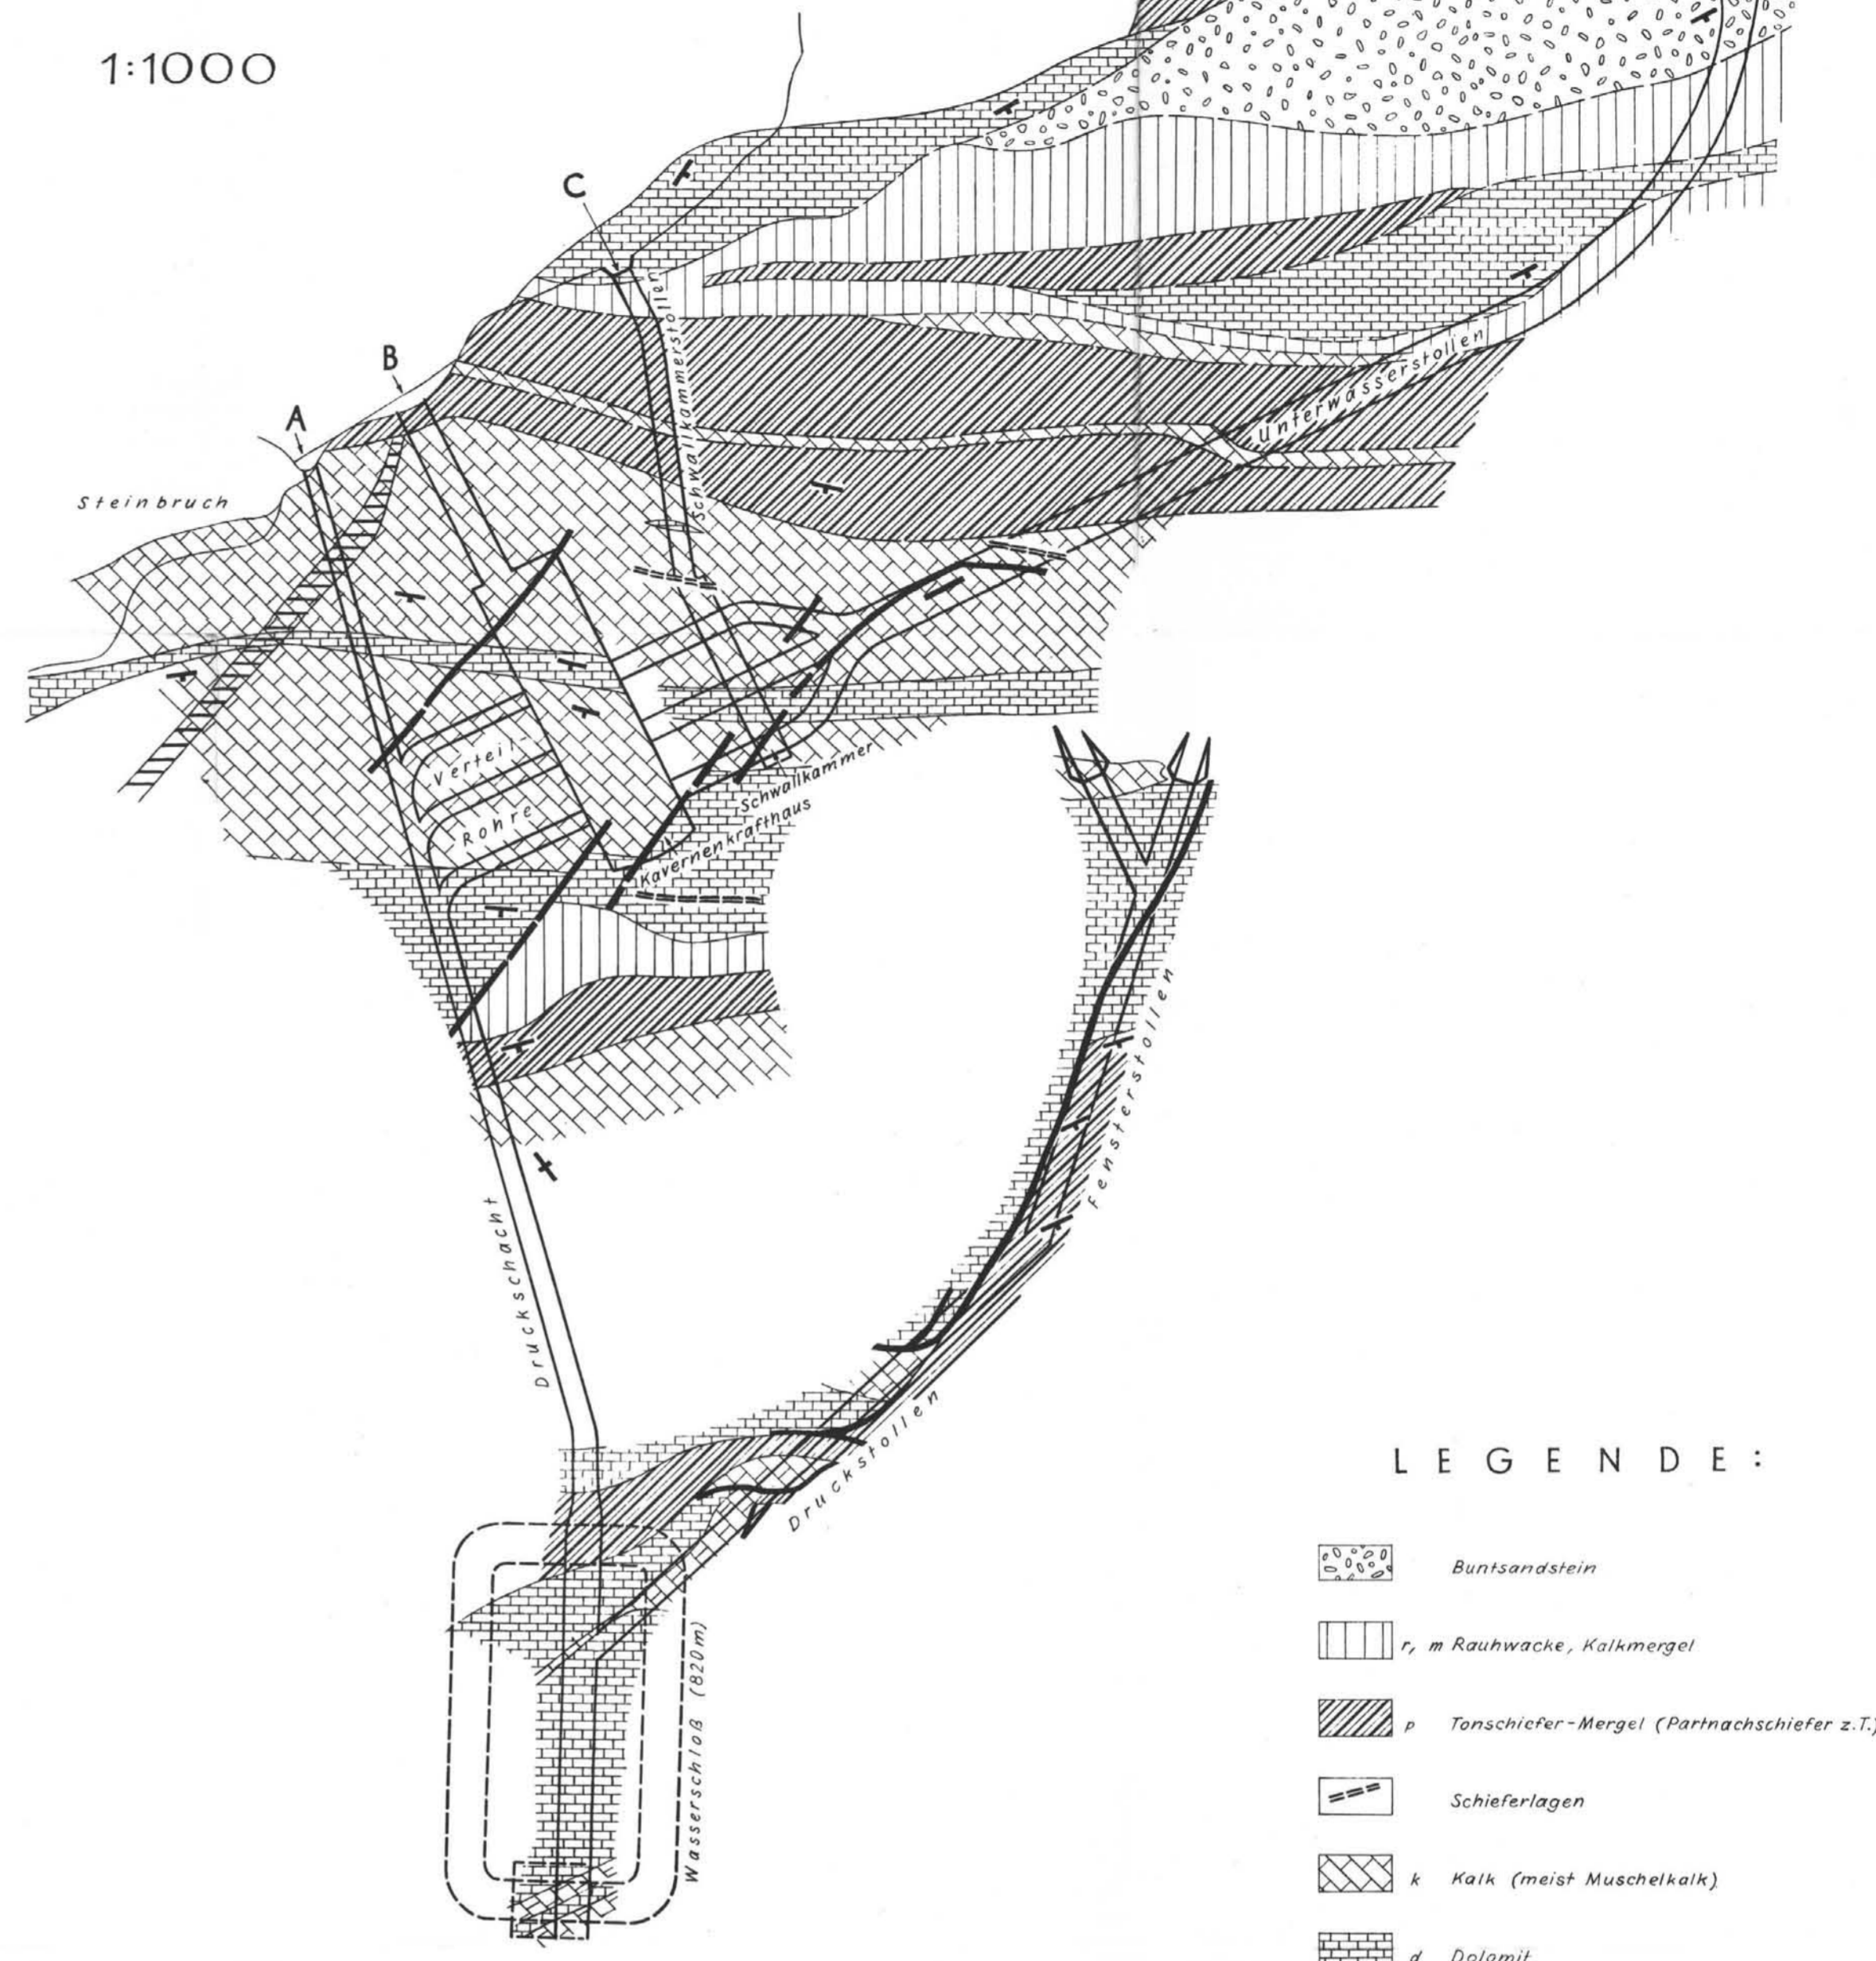 1:1000
C
B
A
Steinbruch
Schwallkammerstollen
Unterwasserstollen
Verteil-
Rohre
Schwallkammer
Kavernenkrafthaus
Fensterstollen
Druckschacht
Druckstollen
Wasserschloß (820m)
LEGENDE:
Buntsandstein
r, m Rauhwacke, Kalkmergel
p Tonschiefer-Mergel (Partnachschiefer z.T.)
Schieferlagen
k Kalk (meist Muschelkalk)
d Dolomit